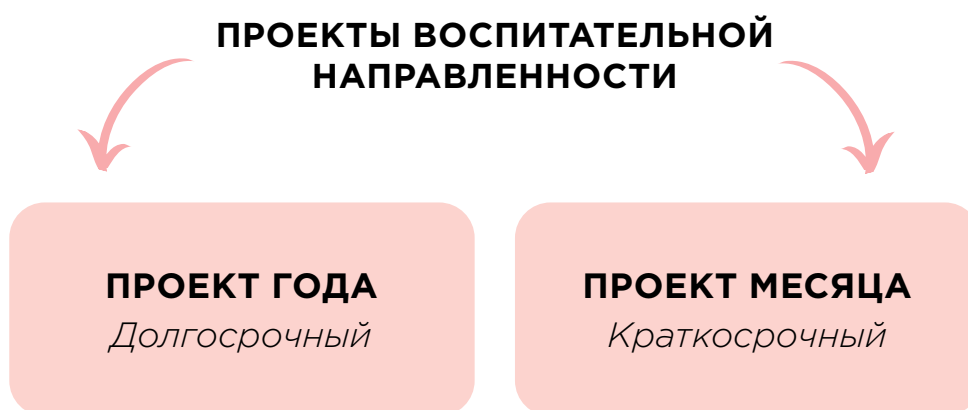 ПРОЕКТЫ ВОСПИТАТЕЛЬНОЙ
НАПРАВЛЕННОСТИ
ПРОЕКТ ГОДА
Долгосрочный
ПРОЕКТ МЕСЯЦА
Краткосрочный